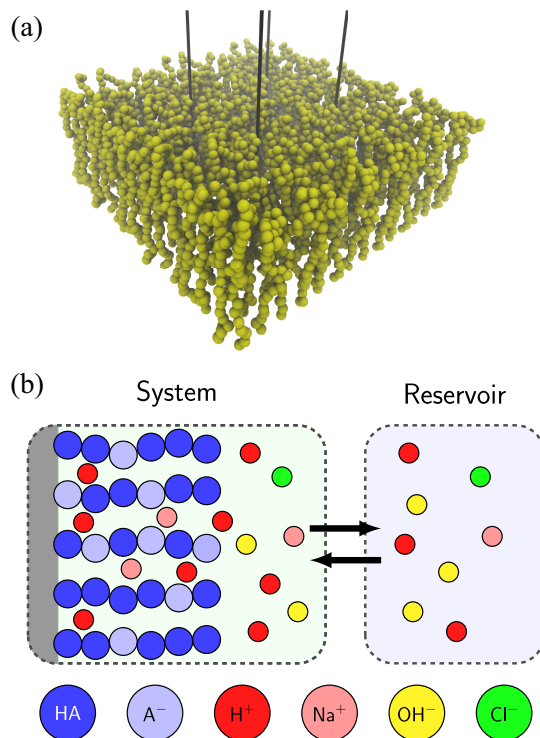 (a)
(b)
System Reservoir
HA A⁻ H⁺ Na⁺ OH⁻ Cl⁻